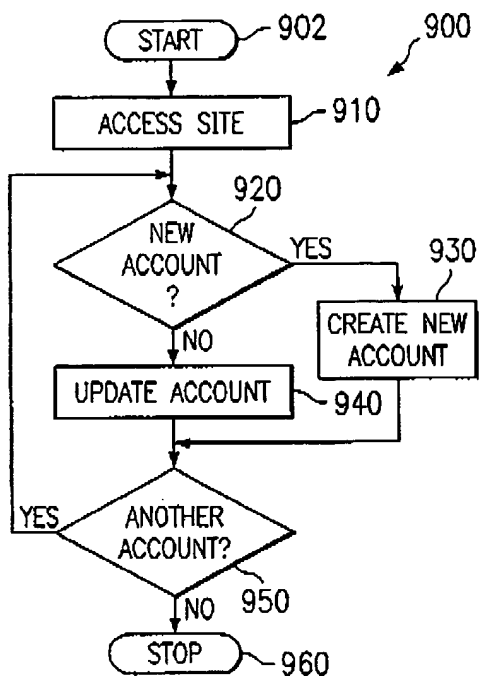 START
902
900
ACCESS SITE
910
920
NEW
ACCOUNT
?
YES
930
CREATE NEW
ACCOUNT
NO
UPDATE ACCOUNT
940
YES
ANOTHER
ACCOUNT?
950
NO
STOP
960